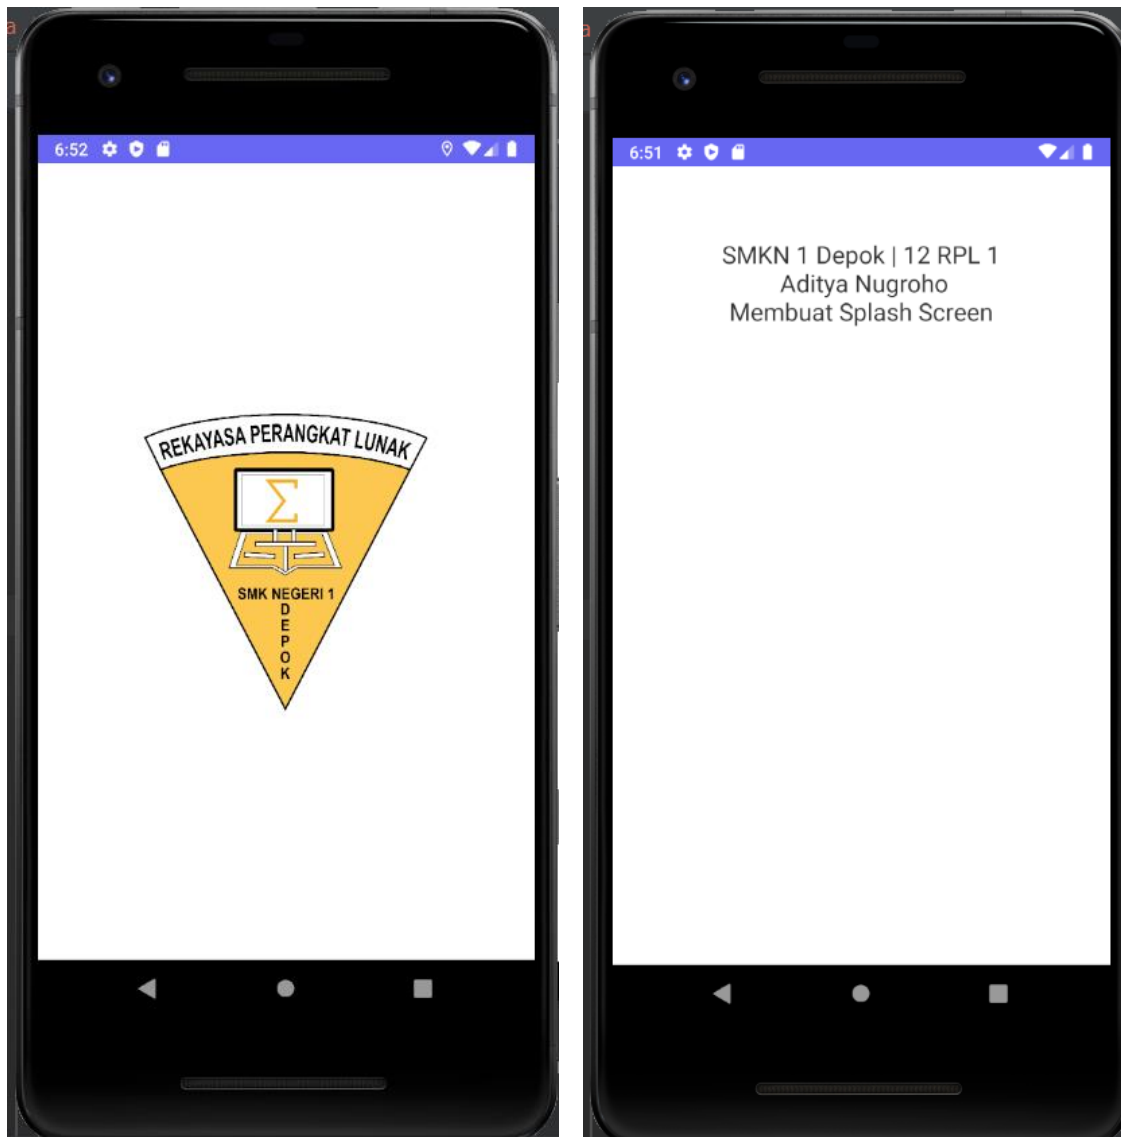 a
6:52
REKAYASA PERANGKAT LUNAK
Σ
SMK NEGERI 1
D
E
P
O
K
a
6:51
SMKN 1 Depok | 12 RPL 1
Aditya Nugroho
Membuat Splash Screen